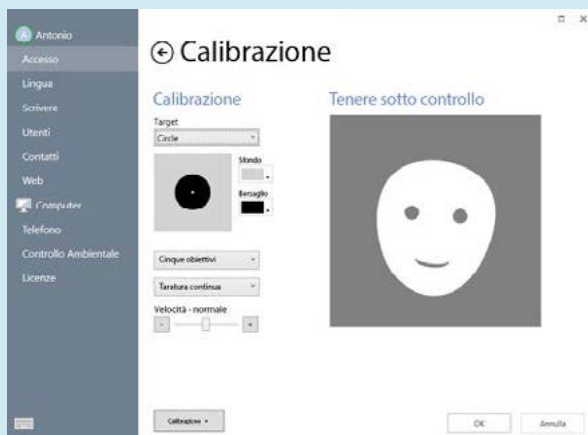 Antonio
Accesso
Lingua
Scrivere
Utenti
Contatti
Web
Computer
Telefono
Controllo Ambientale
Licenze
Calibrazione
Calibrazione
Target
Circle
Sfondo
Bersaglio
Cinque obiettivi
Taratura continua
Velocità - normale
-
+
Calibrazione
Tenere sotto controllo
OK
Annulla